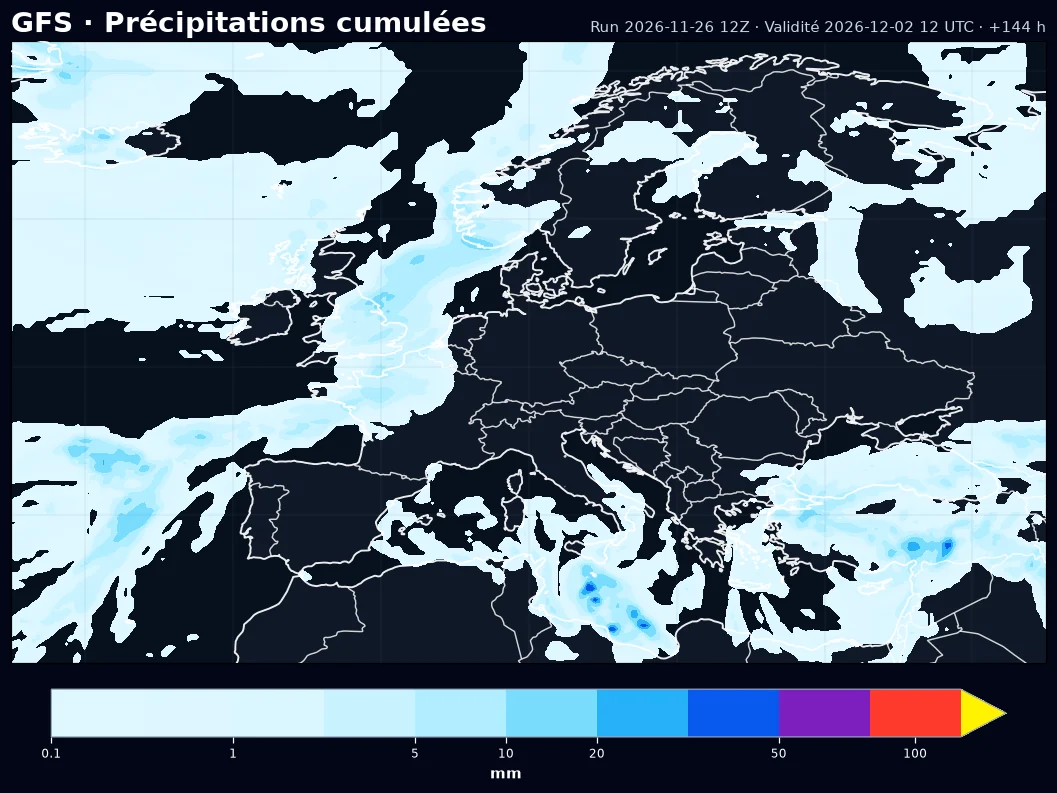 GFS · Précipitations cumulées
Run 2026-11-26 12Z · Validité 2026-12-02 12 UTC · +144 h
0.1 1 5 10 20 50 100
mm